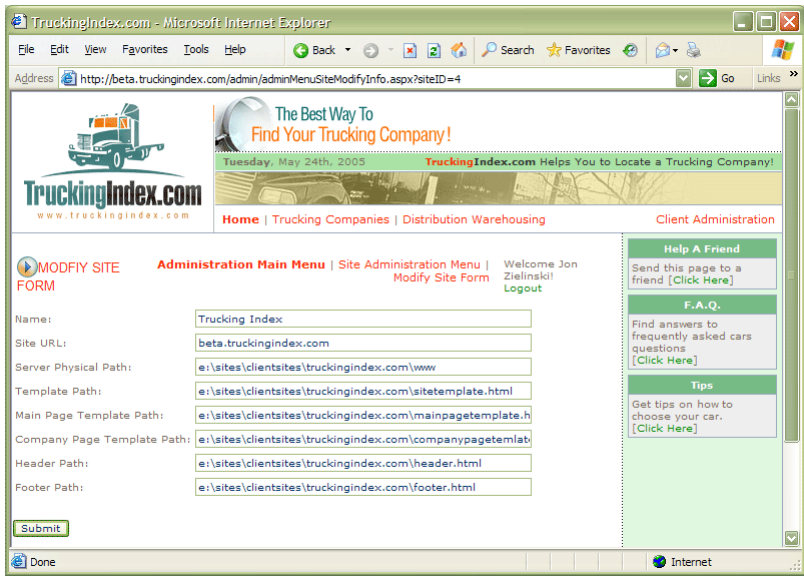 TruckingIndex.com - Microsoft Internet Explorer
File Edit View Favorites Tools Help Back Search Favorites
Address http://beta.truckingindex.com/admin/adminMenuSiteModifyInfo.aspx?siteID=4 Go Links »
TruckingIndex.com
www.truckingindex.com
The Best Way To
Find Your Trucking Company!
Tuesday, May 24th, 2005 TruckingIndex.com Helps You to Locate a Trucking Company!
Home | Trucking Companies | Distribution Warehousing Client Administration
MODFIY SITE
FORM
Administration Main Menu | Site Administration Menu |
Modify Site Form
Welcome Jon
Zielinski!
Logout
Name: Trucking Index
Site URL: beta.truckingindex.com
Server Physical Path: e:\sites\clientsites\truckingindex.com\www
Template Path: e:\sites\clientsites\truckingindex.com\sitetemplate.html
Main Page Template Path: e:\sites\clientsites\truckingindex.com\mainpagetemplate.h
Company Page Template Path: e:\sites\clientsites\truckingindex.com\companypagetemlat
Header Path: e:\sites\clientsites\truckingindex.com\header.html
Footer Path: e:\sites\clientsites\truckingindex.com\footer.html
Submit
Help A Friend
Send this page to a
friend [Click Here]
F.A.Q.
Find answers to
frequently asked cars
questions
[Click Here]
Tips
Get tips on how to
choose your car.
[Click Here]
Done Internet